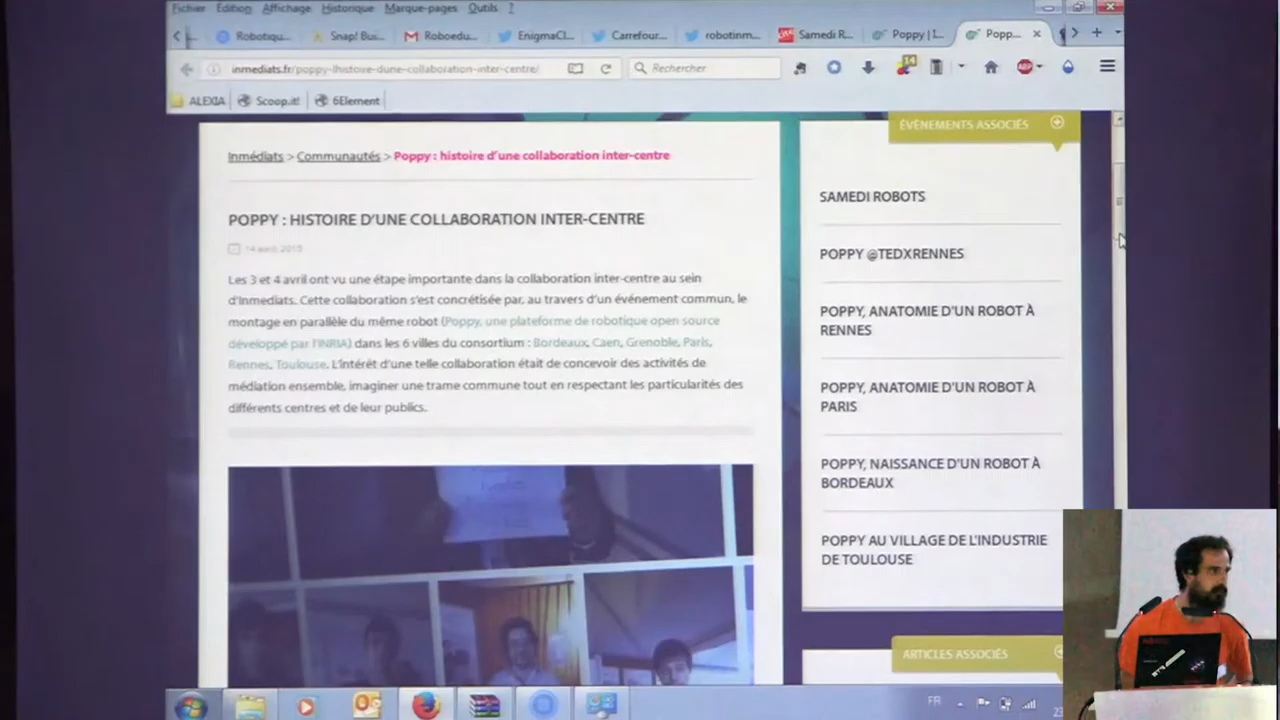 Fichier Édition Affichage Historique Marque-pages Outils ?
Robotiqu... Snap! Bui... Roboedu... EnigmaCl... Carrefour... robotinm... Samedi R... Poppy | I... Popp... ×
inmediats.fr/poppy-lhistoire-dune-collaboration-inter-centre/ Rechercher
ALEXIA Scoop.it! 6Element
ÉVÈNEMENTS ASSOCIÉS
Inmédiats > Communautés > Poppy : histoire d'une collaboration inter-centre
SAMEDI ROBOTS
POPPY : HISTOIRE D'UNE COLLABORATION INTER-CENTRE
POPPY @TEDXRENNES
Les 3 et 4 avril ont vu une étape importante dans la collaboration inter-centre au sein
d'Inmediats. Cette collaboration s'est concrétisée par, au travers d'un événement commun, le
montage en parallèle du même robot (Poppy, une plateforme de robotique open source
développé par l'INRIA) dans les 6 villes du consortium : Bordeaux, Caen, Grenoble, Paris,
Rennes, Toulouse. L'intérêt d'une telle collaboration était de concevoir des activités de
médiation ensemble, imaginer une trame commune tout en respectant les particularités des
différents centres et de leur publics.
POPPY, ANATOMIE D'UN ROBOT À
RENNES
POPPY, ANATOMIE D'UN ROBOT À
PARIS
POPPY, NAISSANCE D'UN ROBOT À
BORDEAUX
POPPY AU VILLAGE DE L'INDUSTRIE
DE TOULOUSE
ARTICLES ASSOCIÉS
FR